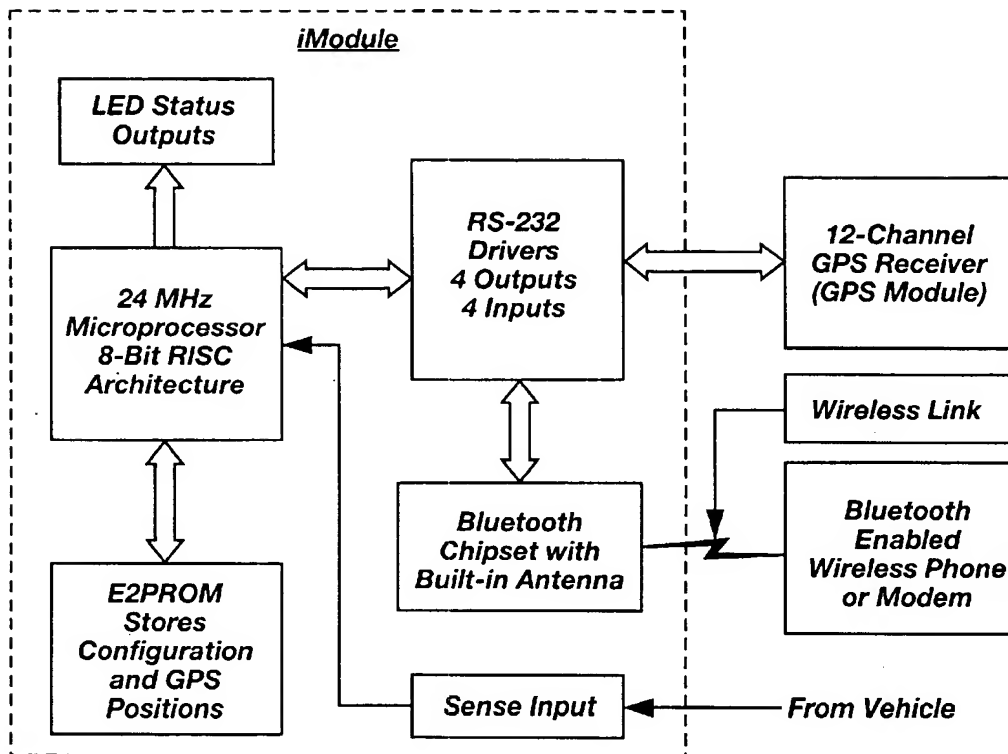 iModule
LED Status
Outputs
RS-232
Drivers
4 Outputs
4 Inputs
12-Channel
GPS Receiver
(GPS Module)
24 MHz
Microprocessor
8-Bit RISC
Architecture
Wireless Link
Bluetooth
Chipset with
Built-in Antenna
Bluetooth
Enabled
Wireless Phone
or Modem
E2PROM
Stores
Configuration
and GPS
Positions
Sense Input
From Vehicle